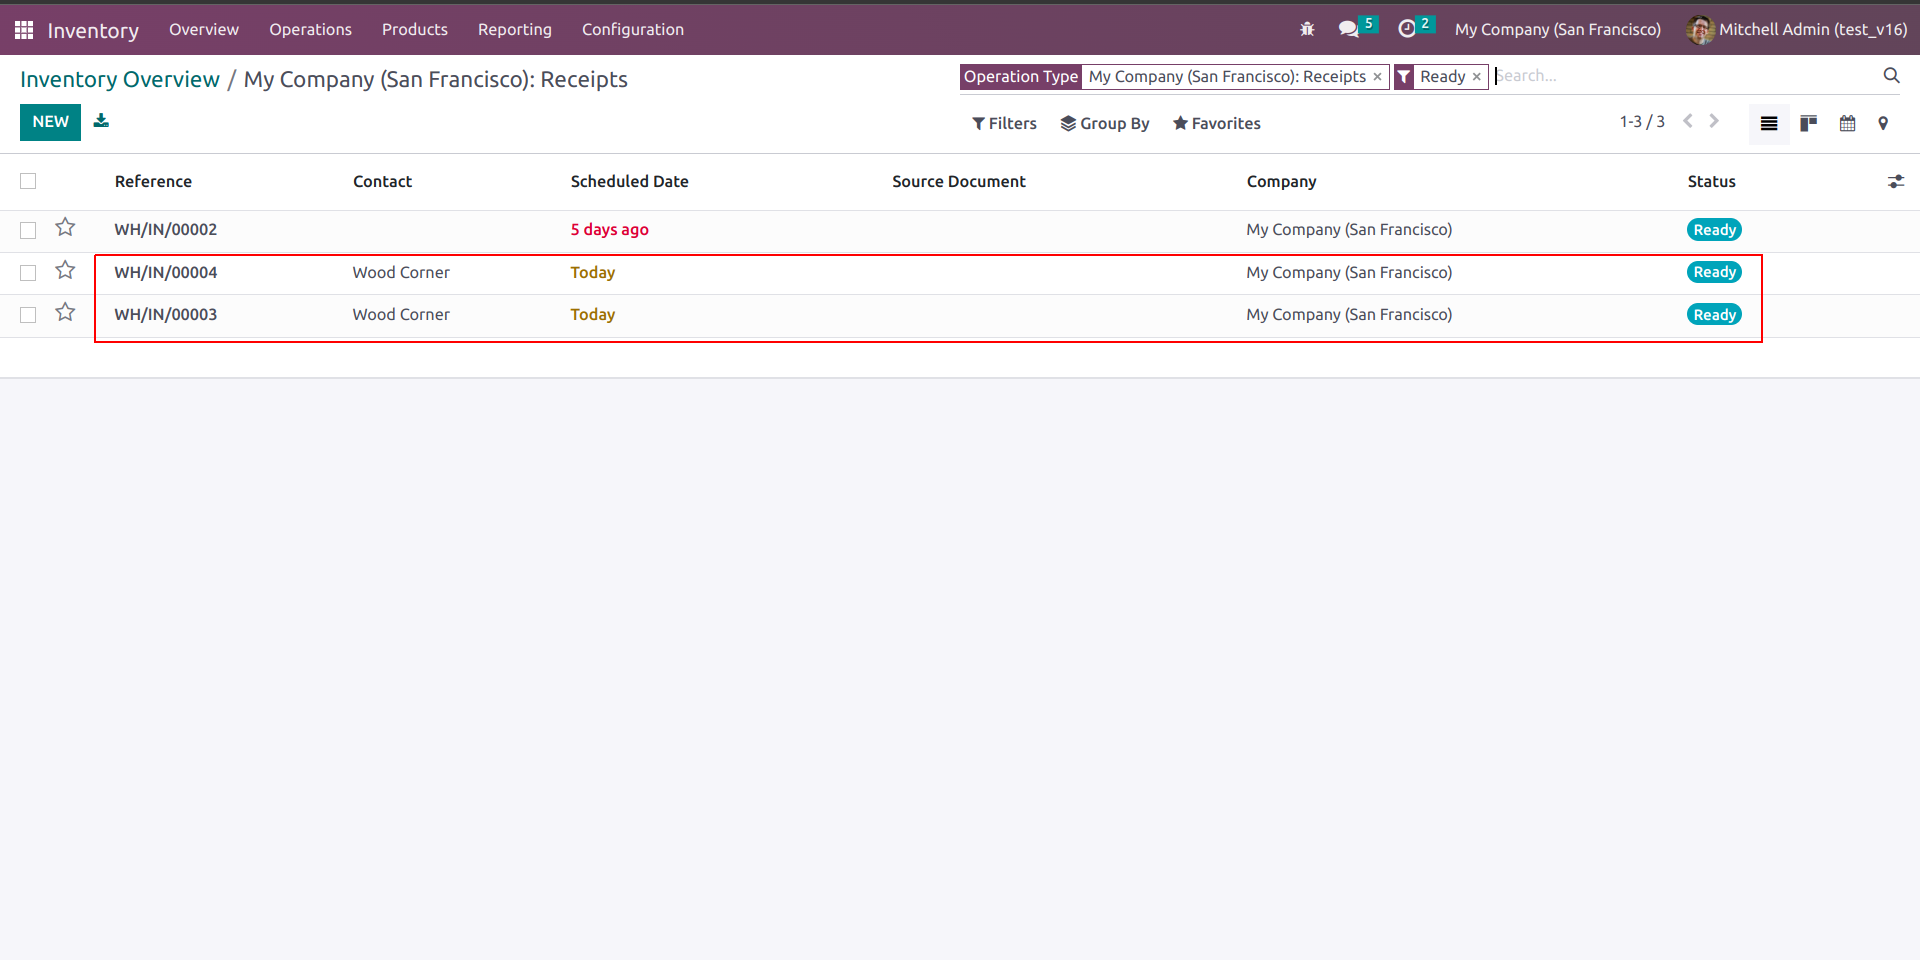 Inventory Overview Operations Products Reporting Configuration 5 2 My Company (San Francisco) Mitchell Admin (test_v16)
Inventory Overview / My Company (San Francisco): Receipts
Operation Type My Company (San Francisco): Receipts × Ready × Search...
NEW
Filters Group By Favorites 1-3 / 3
Reference Contact Scheduled Date Source Document Company Status
WH/IN/00002 5 days ago My Company (San Francisco) Ready
WH/IN/00004 Wood Corner Today My Company (San Francisco) Ready
WH/IN/00003 Wood Corner Today My Company (San Francisco) Ready